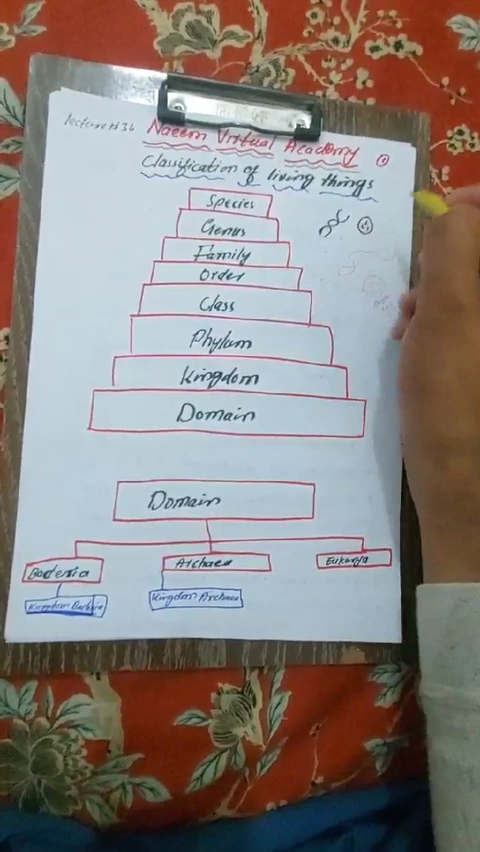 lecture #36
Naeem Virtual Academy
Classification of living things
Species
Genus
Family
Order
Class
Phylum
Kingdom
Domain
Domain
Bacteria
Archaea
Eukarya
Kingdom
Kingdom Archaea